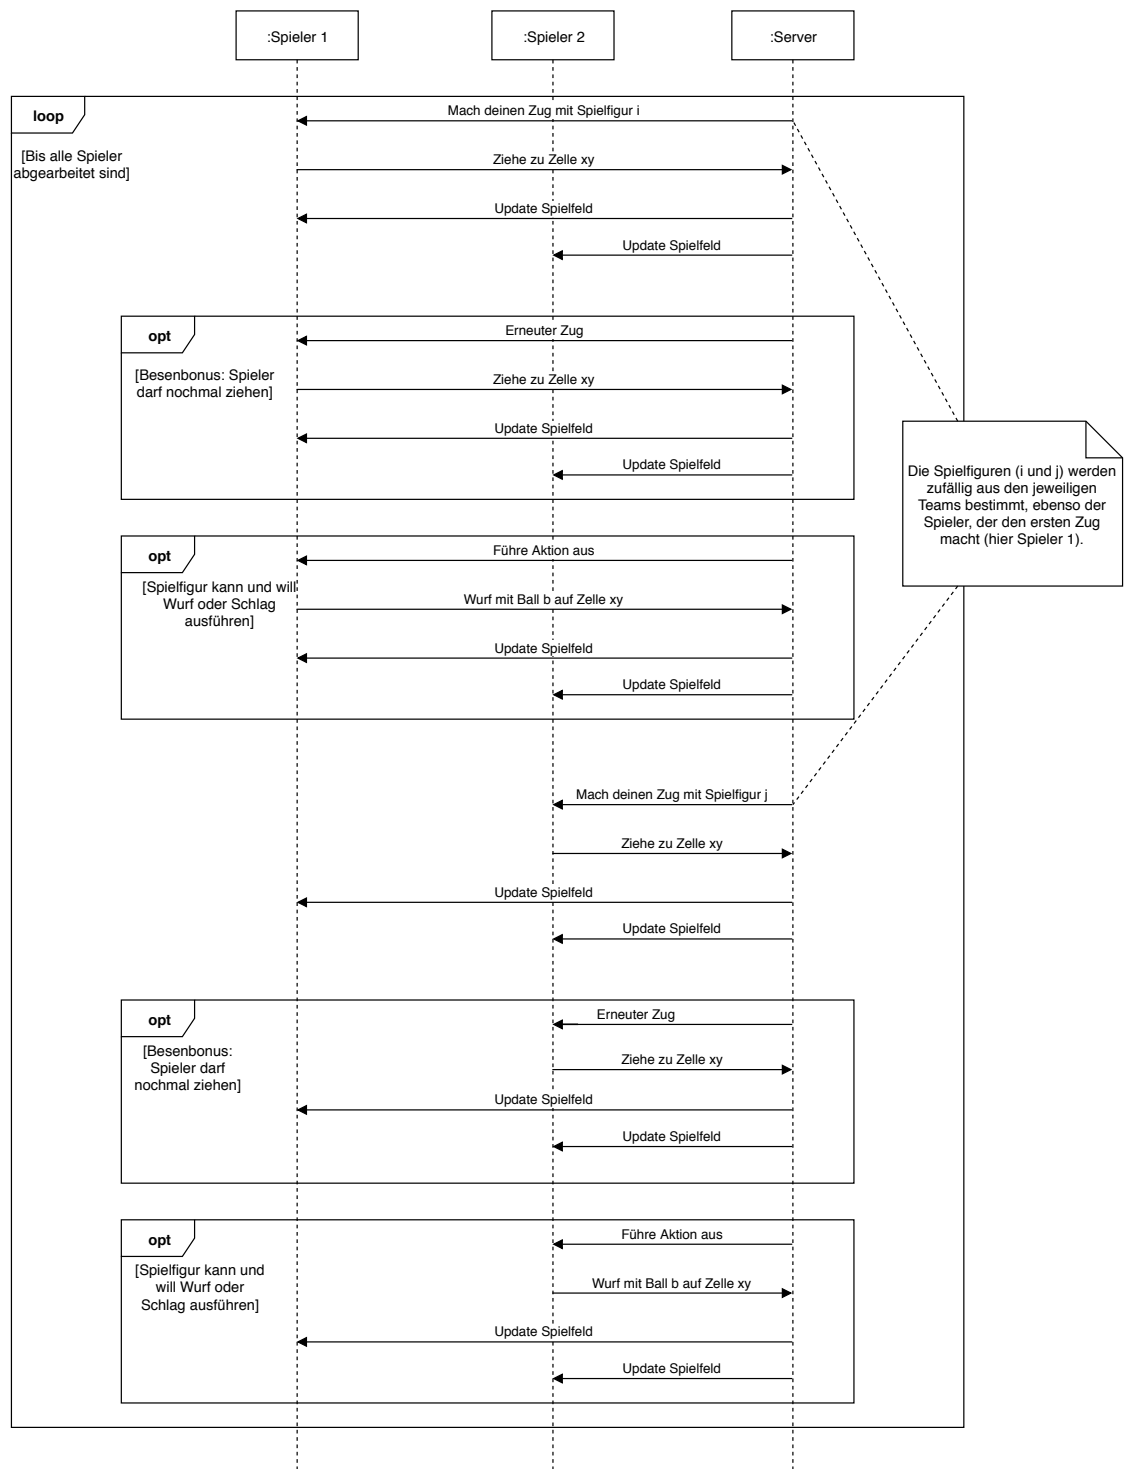 :Spieler 1
:Spieler 2
:Server
loop
Mach deinen Zug mit Spielfigur i
[Bis alle Spieler
abgearbeitet sind]
Ziehe zu Zelle xy
Update Spielfeld
Update Spielfeld
opt
Erneuter Zug
[Besenbonus: Spieler
darf nochmal ziehen]
Ziehe zu Zelle xy
Update Spielfeld
Update Spielfeld
Die Spielfiguren (i und j) werden
zufällig aus den jeweiligen
Teams bestimmt, ebenso der
Spieler, der den ersten Zug
macht (hier Spieler 1).
opt
Führe Aktion aus
[Spielfigur kann und will
Wurf oder Schlag
ausführen]
Wurf mit Ball b auf Zelle xy
Update Spielfeld
Update Spielfeld
Mach deinen Zug mit Spielfigur j
Ziehe zu Zelle xy
Update Spielfeld
Update Spielfeld
opt
Erneuter Zug
[Besenbonus:
Spieler darf
nochmal ziehen]
Ziehe zu Zelle xy
Update Spielfeld
Update Spielfeld
opt
Führe Aktion aus
[Spielfigur kann und
will Wurf oder
Schlag ausführen]
Wurf mit Ball b auf Zelle xy
Update Spielfeld
Update Spielfeld